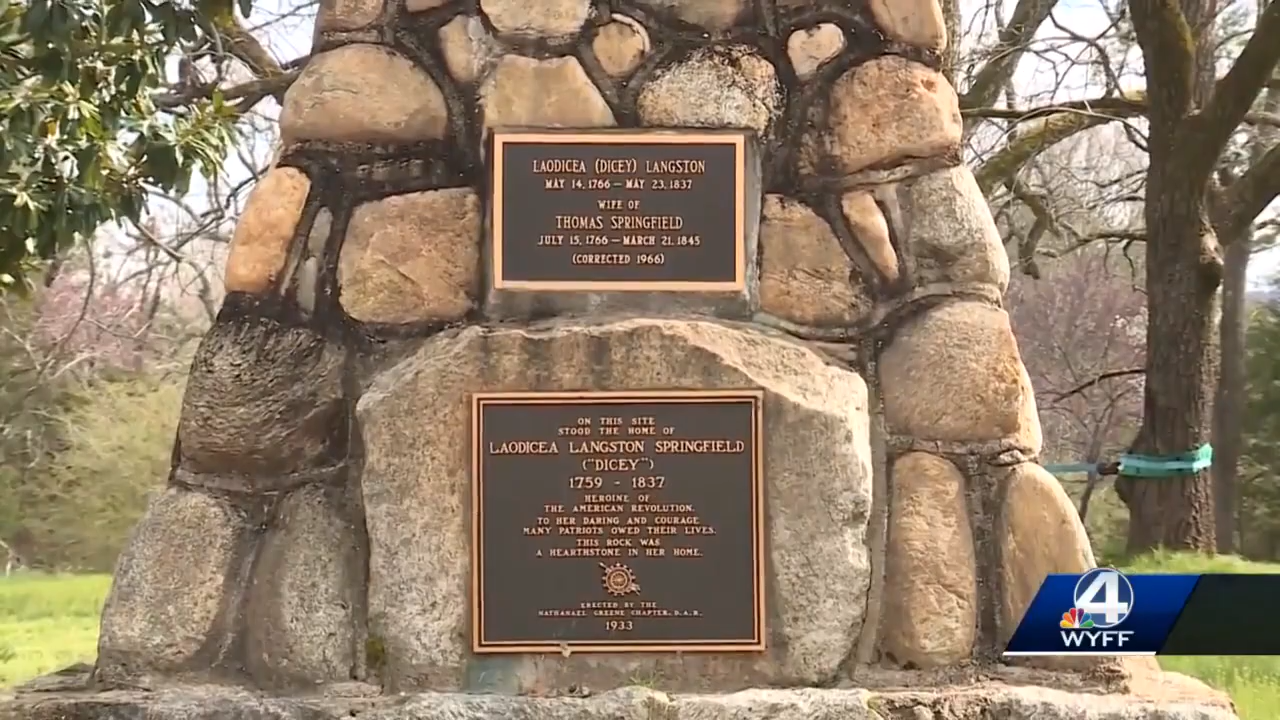 LAODICEA (DICEY) LANGSTON
MAY 14, 1766 — MAY 23, 1837
WIFE OF
THOMAS SPRINGFIELD
JULY 15, 1766 — MARCH 21, 1845
(CORRECTED 1966)
ON THIS SITE
STOOD THE HOME OF
LAODICEA LANGSTON SPRINGFIELD
("DICEY")
1759 - 1837
HEROINE OF
THE AMERICAN REVOLUTION.
TO HER DARING AND COURAGE
MANY PATRIOTS OWED THEIR LIVES.
THIS ROCK WAS
A HEARTHSTONE IN HER HOME.
ERECTED BY THE
NATHANAEL GREENE CHAPTER, D.A.R.
1933
4
WYFF